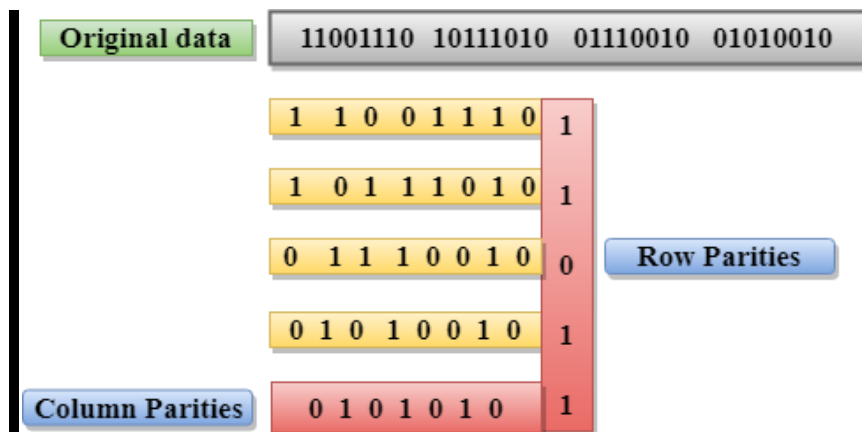 Original data 11001110 10111010 01110010 01010010
1 1 0 0 1 1 1 0 1
1 0 1 1 1 0 1 0 1
0 1 1 1 0 0 1 0 0 Row Parities
0 1 0 1 0 0 1 0 1
Column Parities 0 1 0 1 0 1 0 1